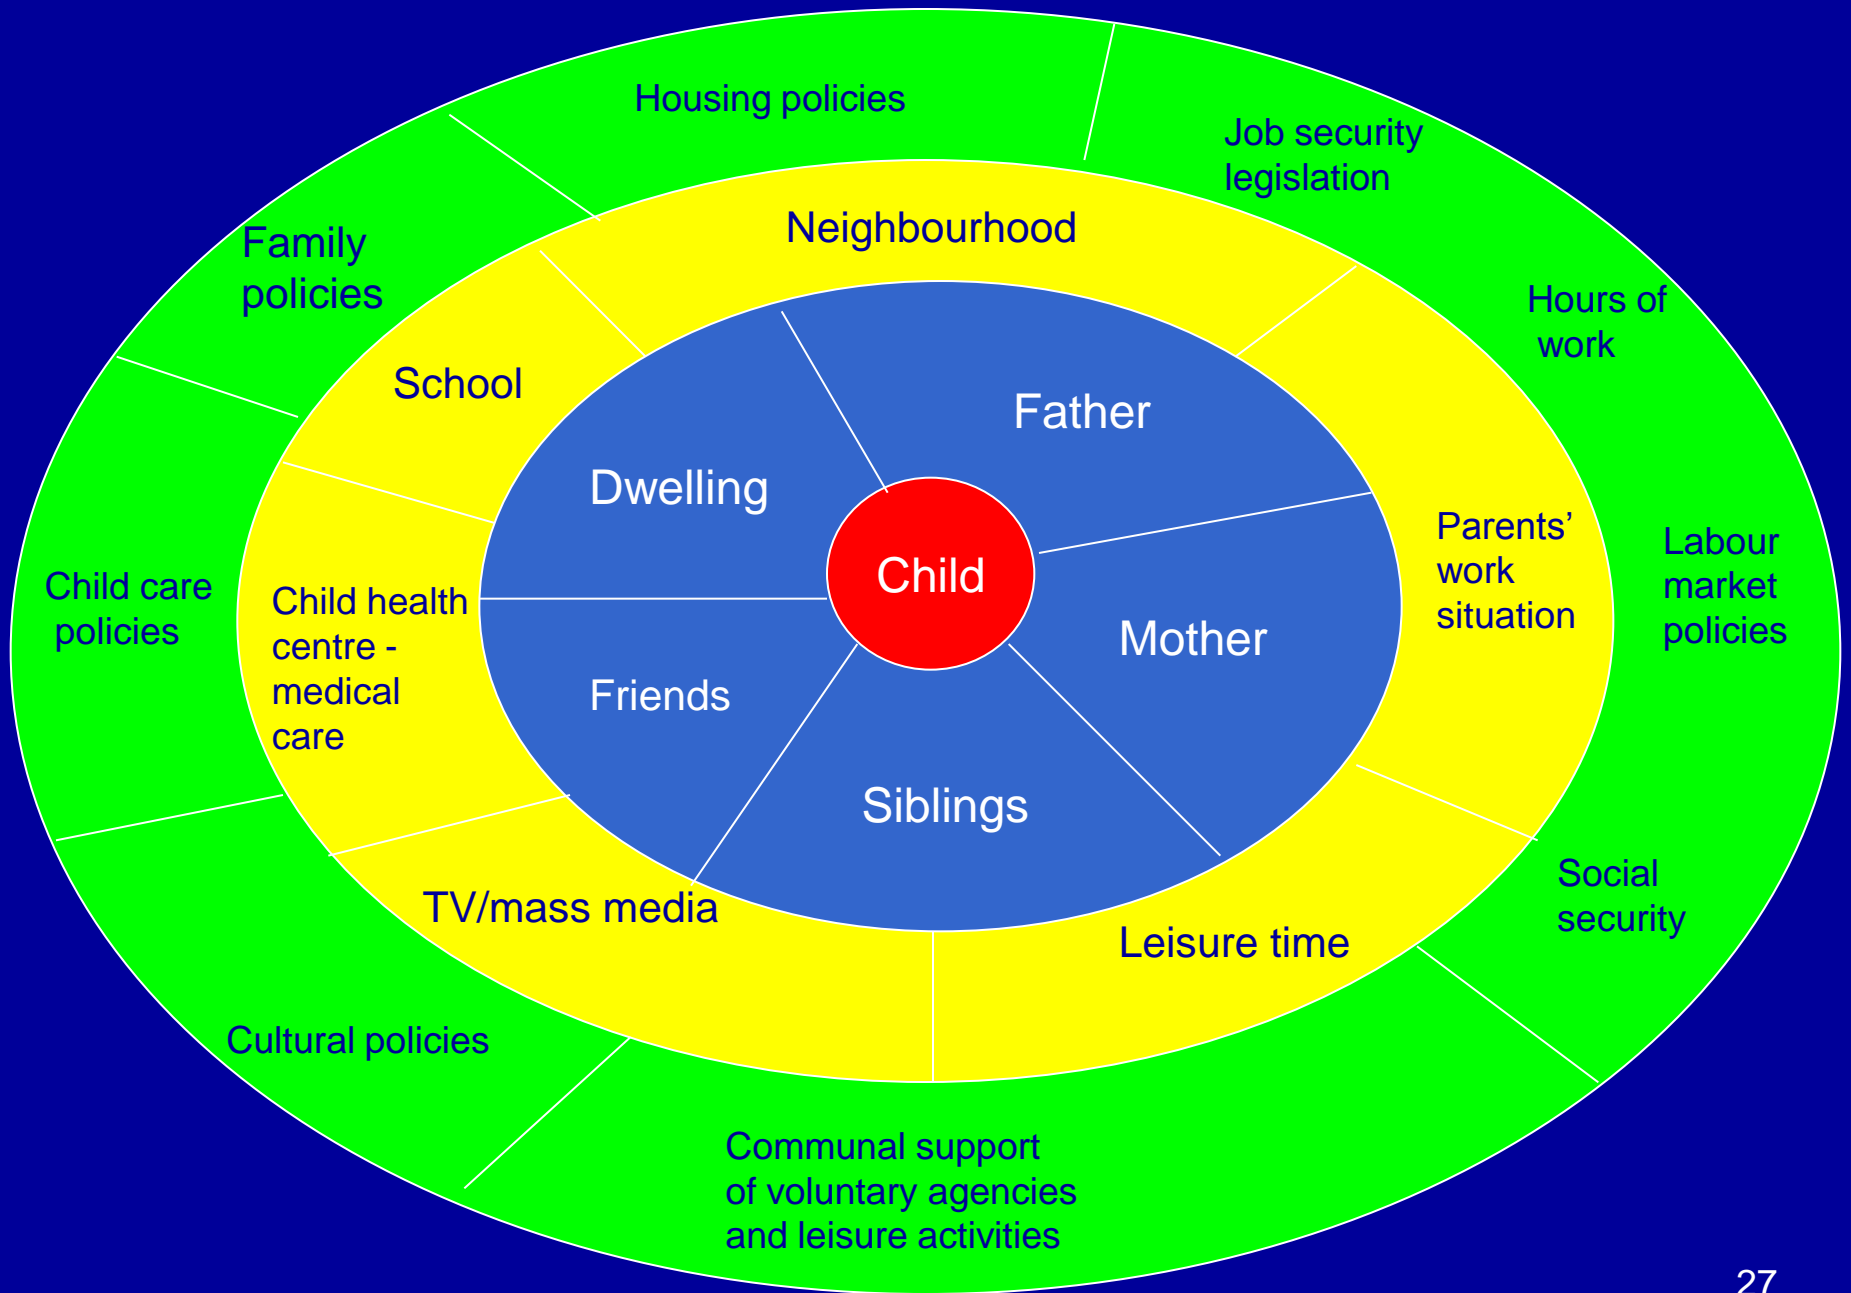 Housing policies
Job security
legislation
Hours of
work
Labour
market
policies
Social
security
Communal support
of voluntary agencies
and leisure activities
Cultural policies
Child care
policies
Family
policies
Neighbourhood
Parents’
work
situation
Leisure time
TV/mass media
Child health
centre -
medical
care
School
Father
Mother
Siblings
Friends
Dwelling
Child
27